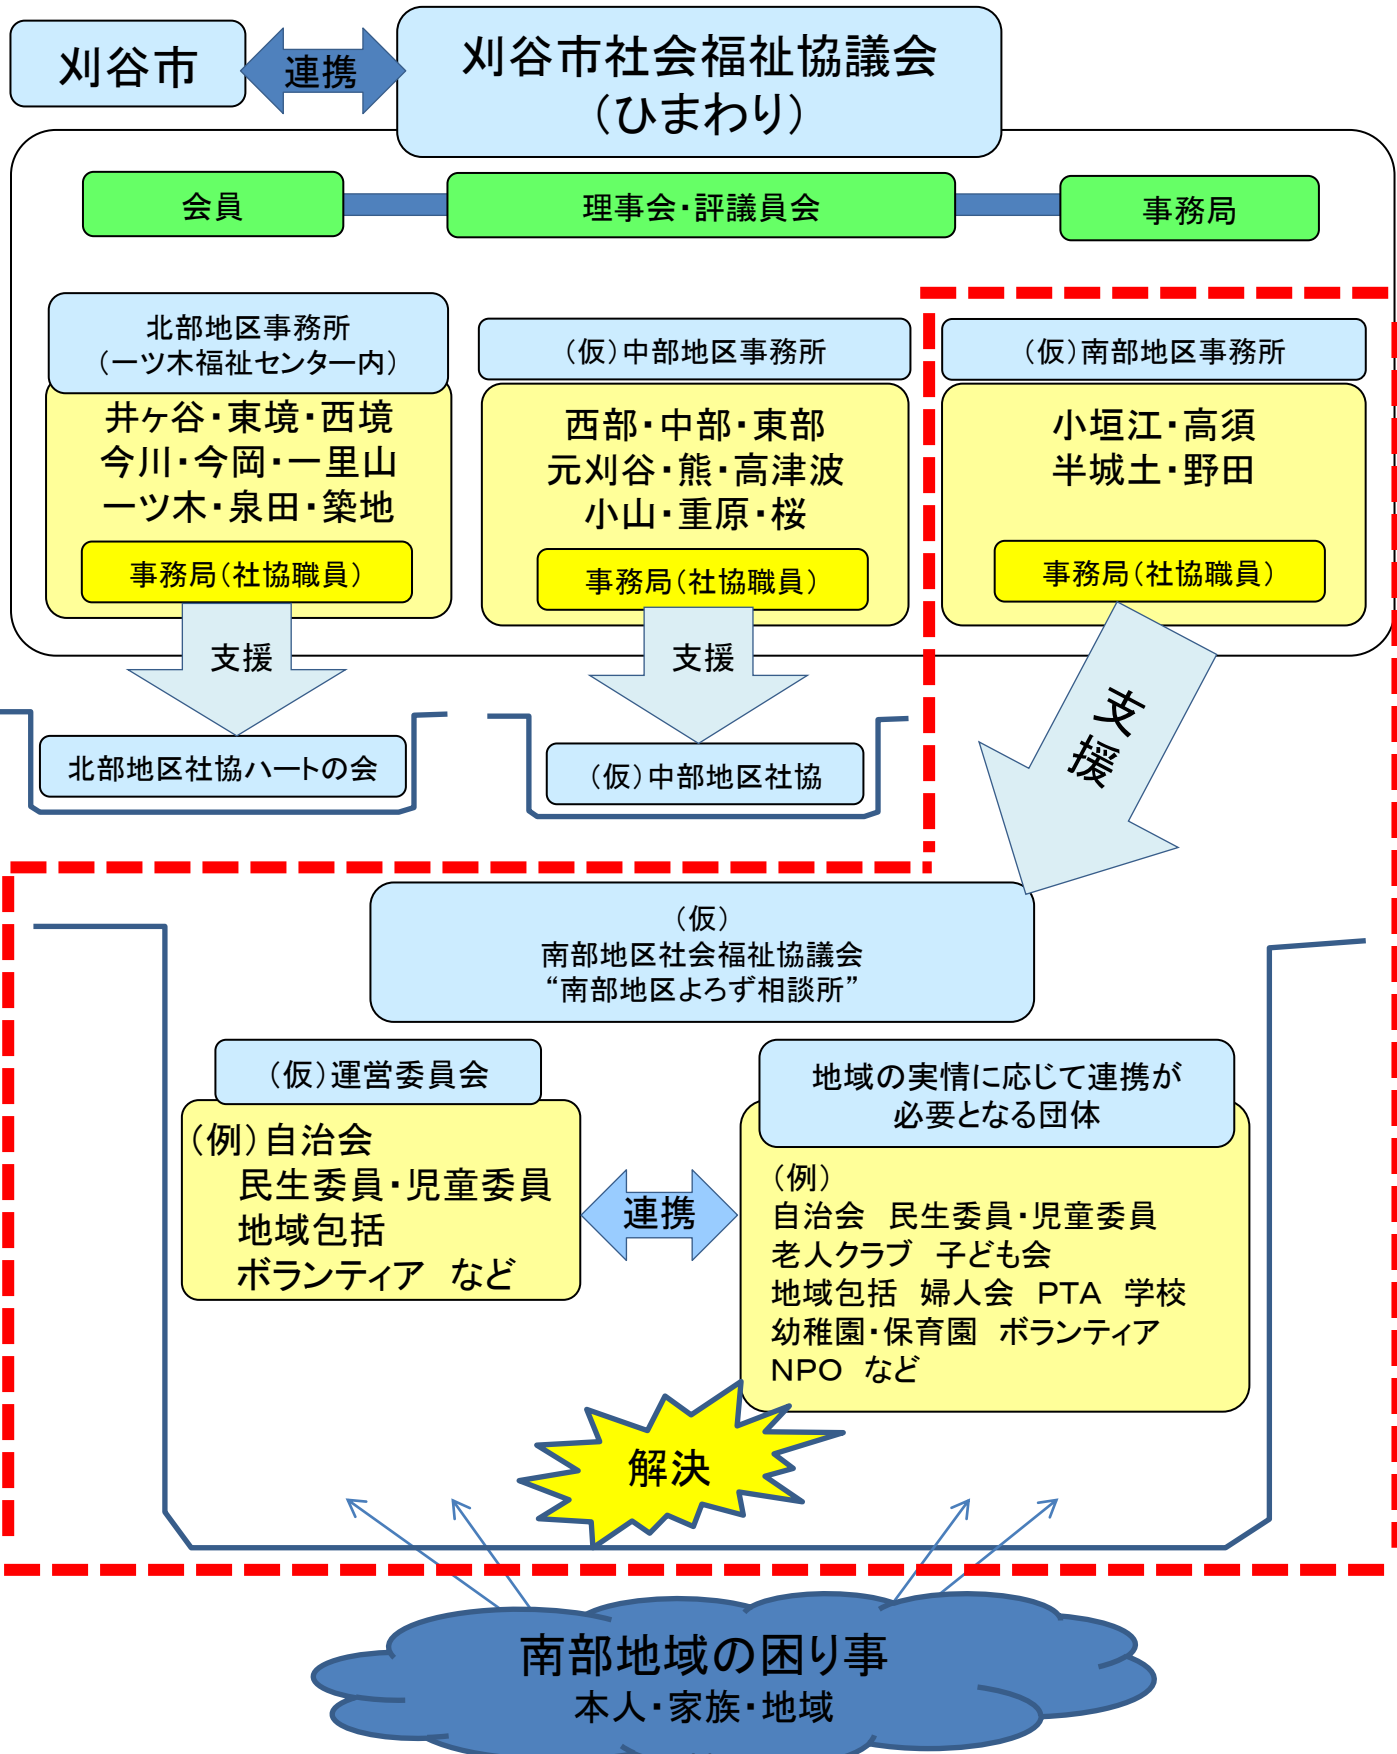 刈谷市
連携
刈谷市社会福祉協議会
（ひまわり）
会員
理事会・評議員会
事務局
北部地区事務所
（一ツ木福祉センター内）
井ヶ谷・東境・西境
今川・今岡・一里山
一ツ木・泉田・築地
事務局（社協職員）
支援
北部地区社協ハートの会
（仮）中部地区事務所
西部・中部・東部
元刈谷・熊・高津波
小山・重原・桜
事務局（社協職員）
支援
（仮）中部地区社協
（仮）南部地区事務所
小垣江・高須
半城土・野田
事務局（社協職員）
支援
（仮）
南部地区社会福祉協議会
“南部地区よろず相談所”
（仮）運営委員会
（例）自治会
民生委員・児童委員
地域包括
ボランティア　など
連携
地域の実情に応じて連携が
必要となる団体
（例）
自治会　民生委員・児童委員
老人クラブ　子ども会
地域包括　婦人会　PTA　学校
幼稚園・保育園　ボランティア
NPO　など
解決
南部地域の困り事
本人・家族・地域